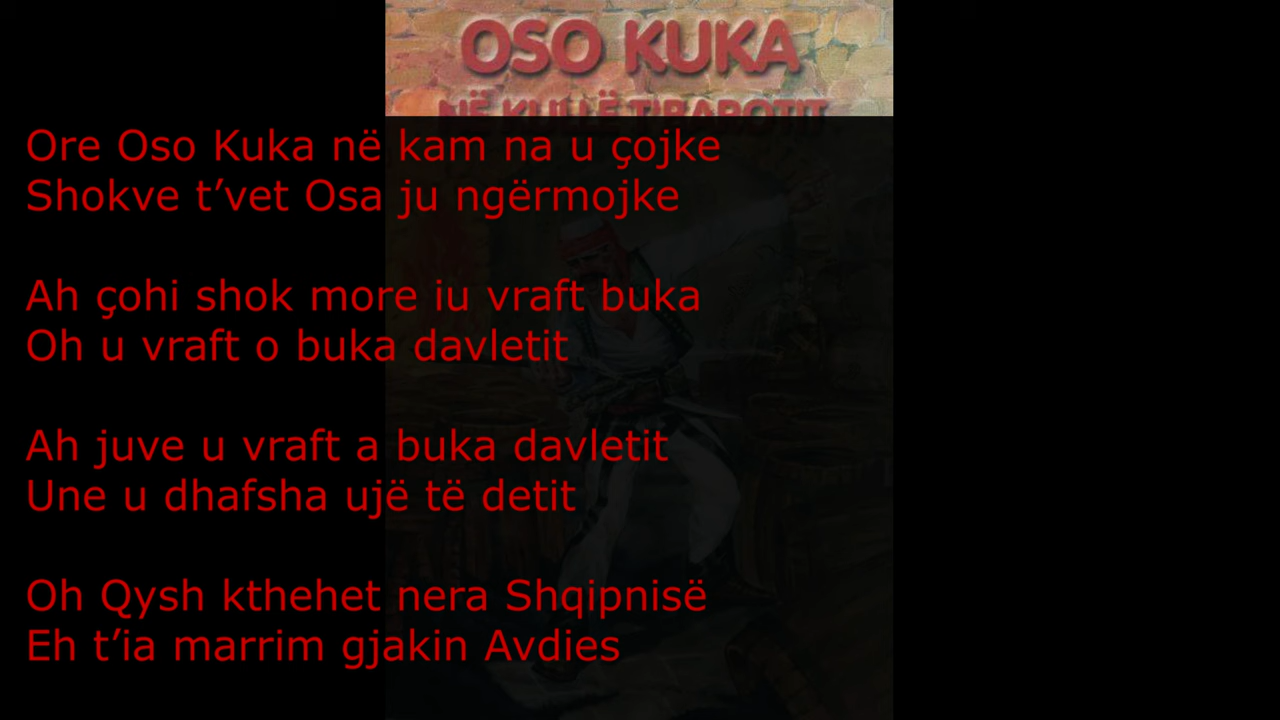 OSO KUKA
NË KULLË
Ore Oso Kuka në kam na u çojke
Shokve t’vet Osa ju ngërmojke
Ah çohi shok more iu vraft buka
Oh u vraft o buka davletit
Ah juve u vraft a buka davletit
Une u dhafsha ujë të detit
Oh Qysh kthehet nera Shqipnisë
Eh t’ia marrim gjakin Avdies